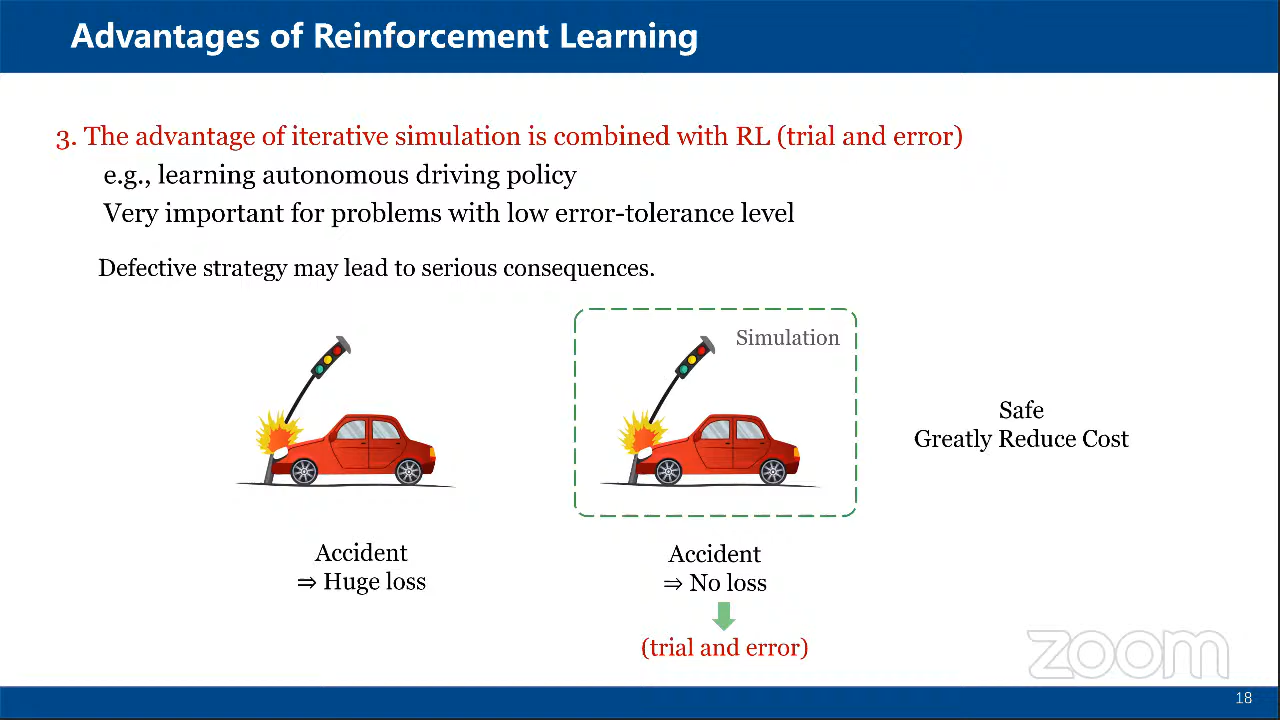 Advantages of Reinforcement Learning
3. The advantage of iterative simulation is combined with RL (trial and error)
e.g., learning autonomous driving policy
Very important for problems with low error-tolerance level
Defective strategy may lead to serious consequences.
Simulation
Safe
Greatly Reduce Cost
Accident
⇒ Huge loss
Accident
⇒ No loss
(trial and error)
zoom
18